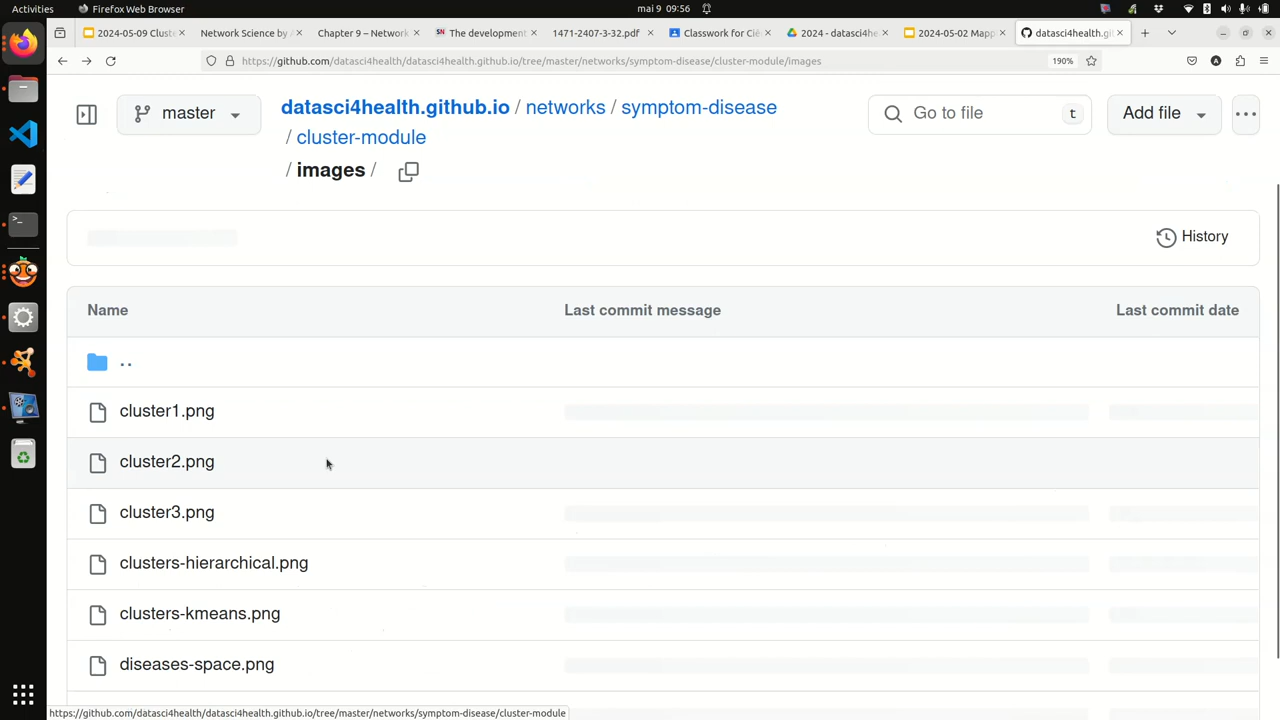 Activities Firefox Web Browser mai 9 09:56
2024-05-09 Cluste × Network Science by A × Chapter 9 – Network × The development × 1471-2407-3-32.pdf × Classwork for Ciê × 2024 - datasci4he × 2024-05-02 Mapp × datasci4health.gi ×
https://github.com/datasci4health/datasci4health.github.io/tree/master/networks/symptom-disease/cluster-module/images 190%
master datasci4health.github.io / networks / symptom-disease Go to file t Add file
/ cluster-module
/ images /
History
Name Last commit message Last commit date
..
cluster1.png
cluster2.png
cluster3.png
clusters-hierarchical.png
clusters-kmeans.png
diseases-space.png
https://github.com/datasci4health/datasci4health.github.io/tree/master/networks/symptom-disease/cluster-module